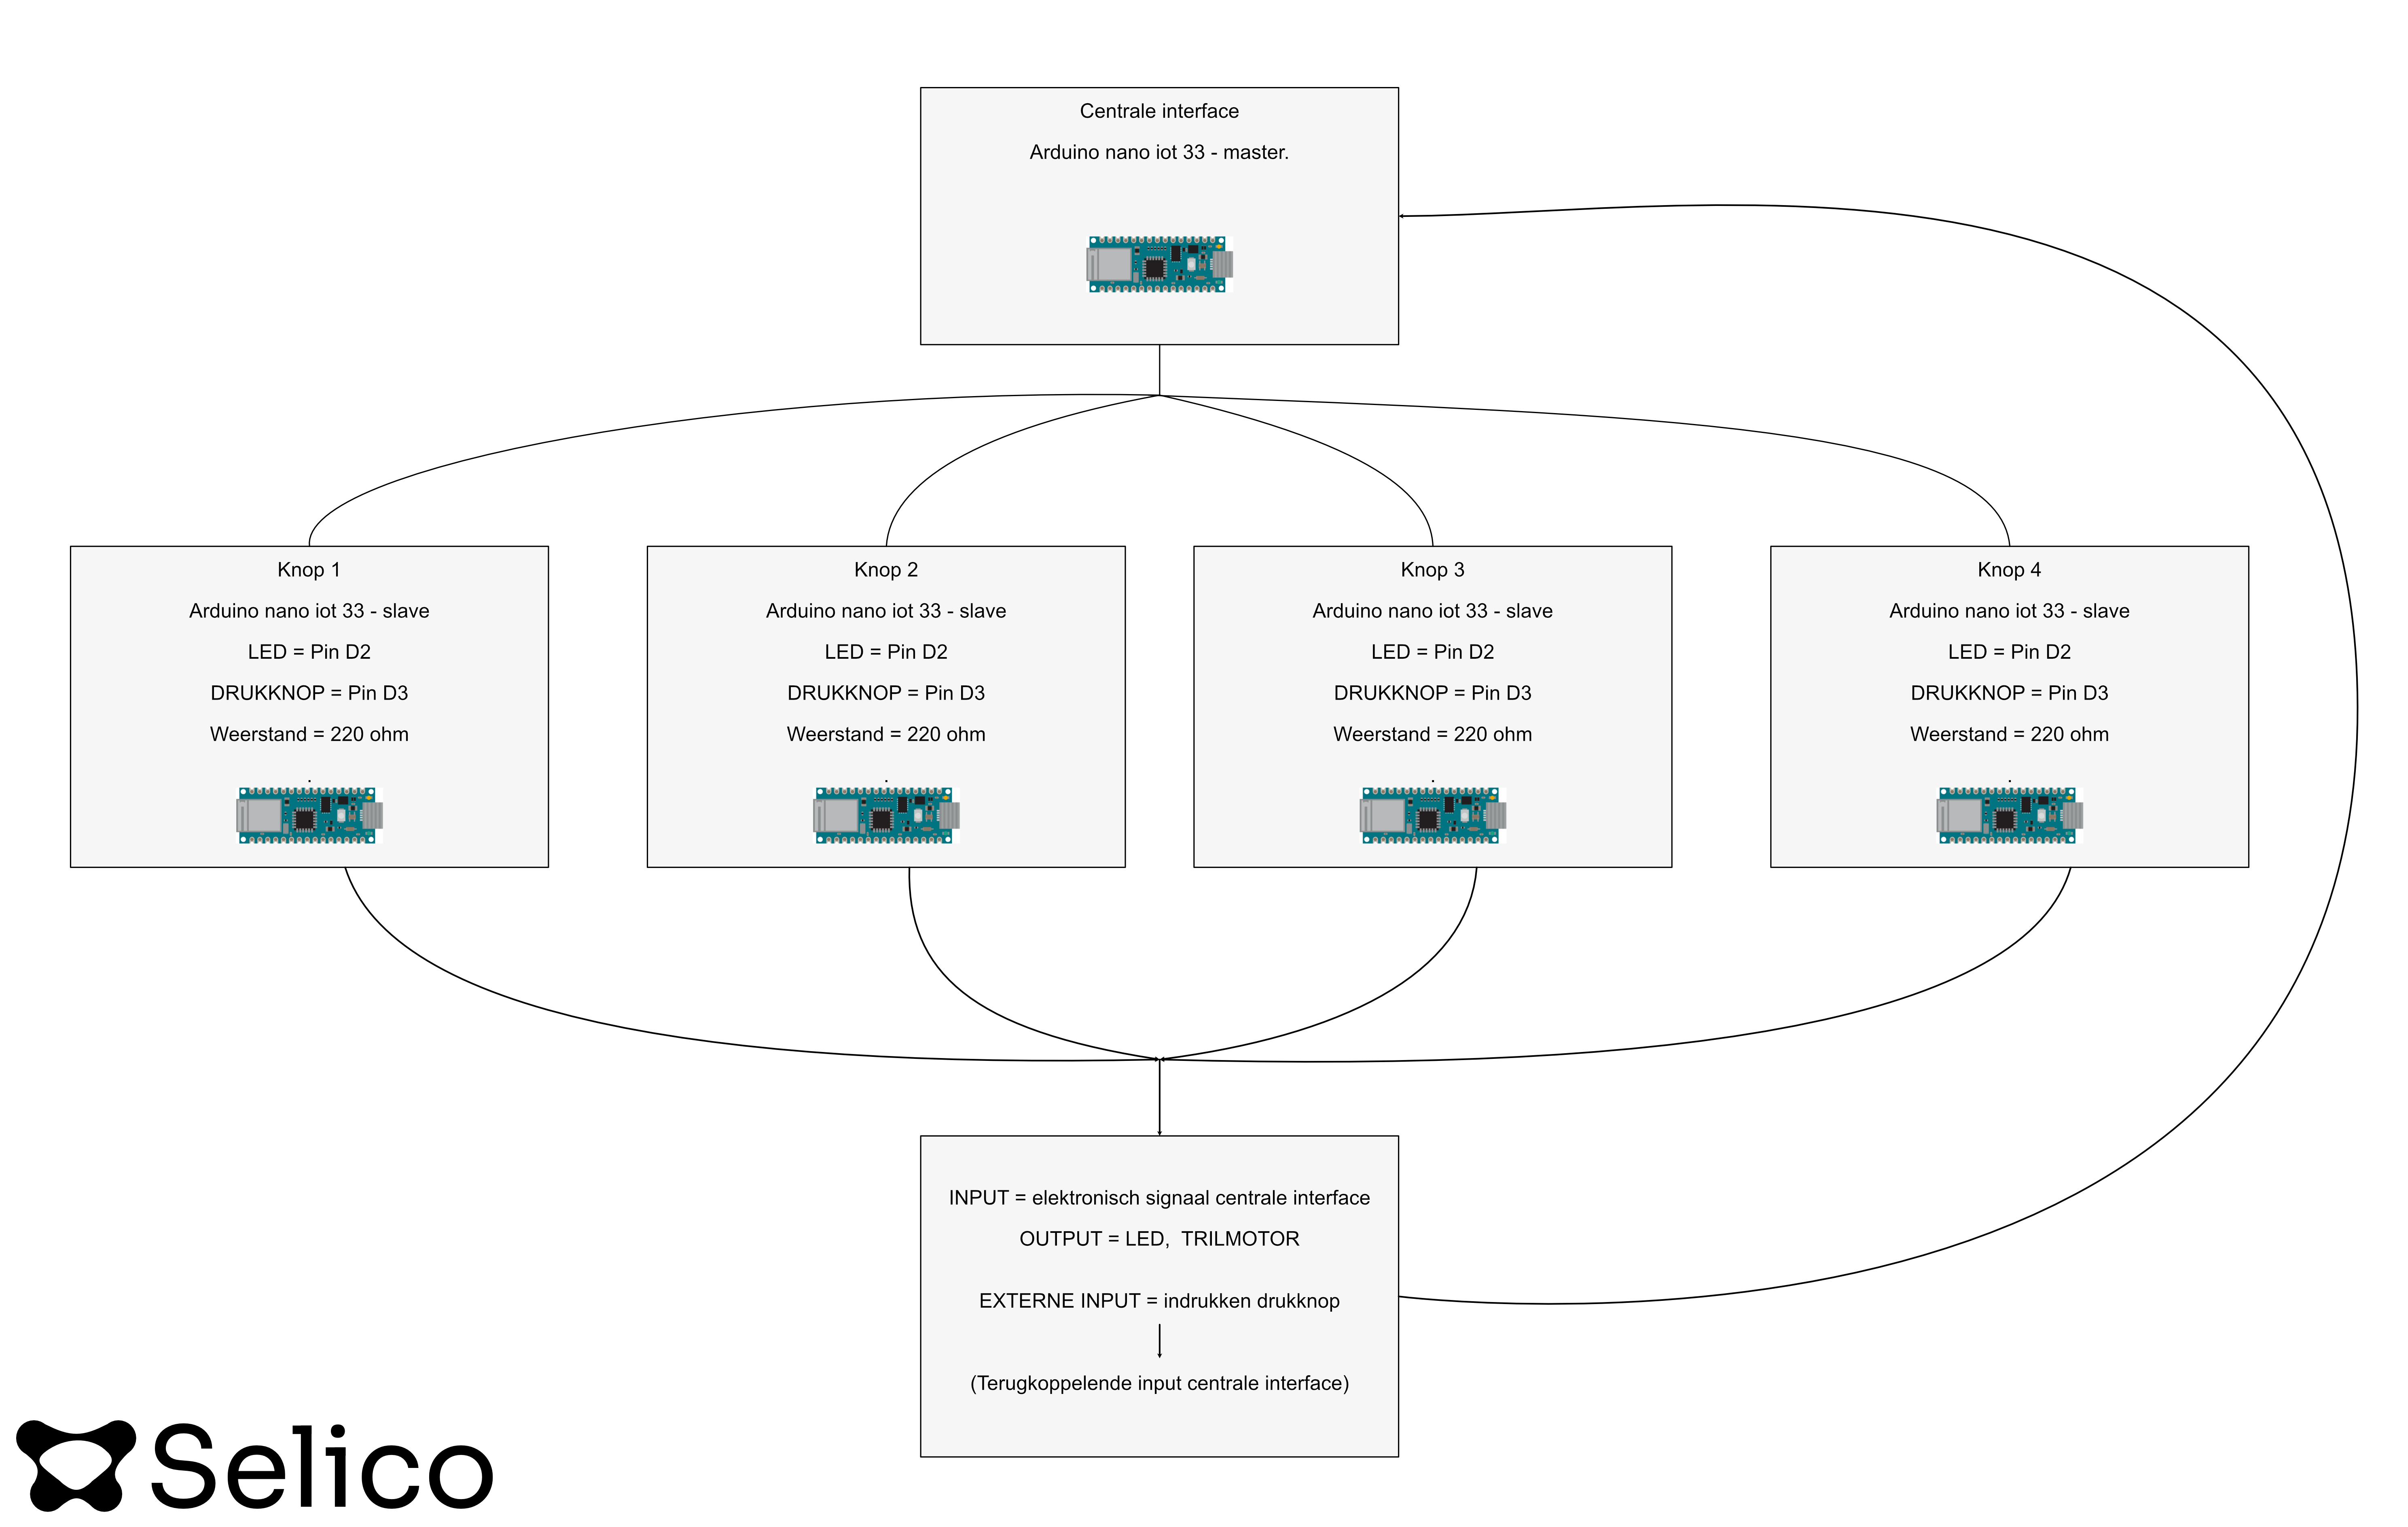 Centrale interface
Arduino nano iot 33 - master.
Knop 1
Arduino nano iot 33 - slave
LED = Pin D2
DRUKKNOP = Pin D3
Weerstand = 220 ohm
.
Knop 2
Arduino nano iot 33 - slave
LED = Pin D2
DRUKKNOP = Pin D3
Weerstand = 220 ohm
.
Knop 3
Arduino nano iot 33 - slave
LED = Pin D2
DRUKKNOP = Pin D3
Weerstand = 220 ohm
.
Knop 4
Arduino nano iot 33 - slave
LED = Pin D2
DRUKKNOP = Pin D3
Weerstand = 220 ohm
.
INPUT = elektronisch signaal centrale interface
OUTPUT = LED,  TRILMOTOR
EXTERNE INPUT = indrukken drukknop
(Terugkoppelende input centrale interface)
Selico